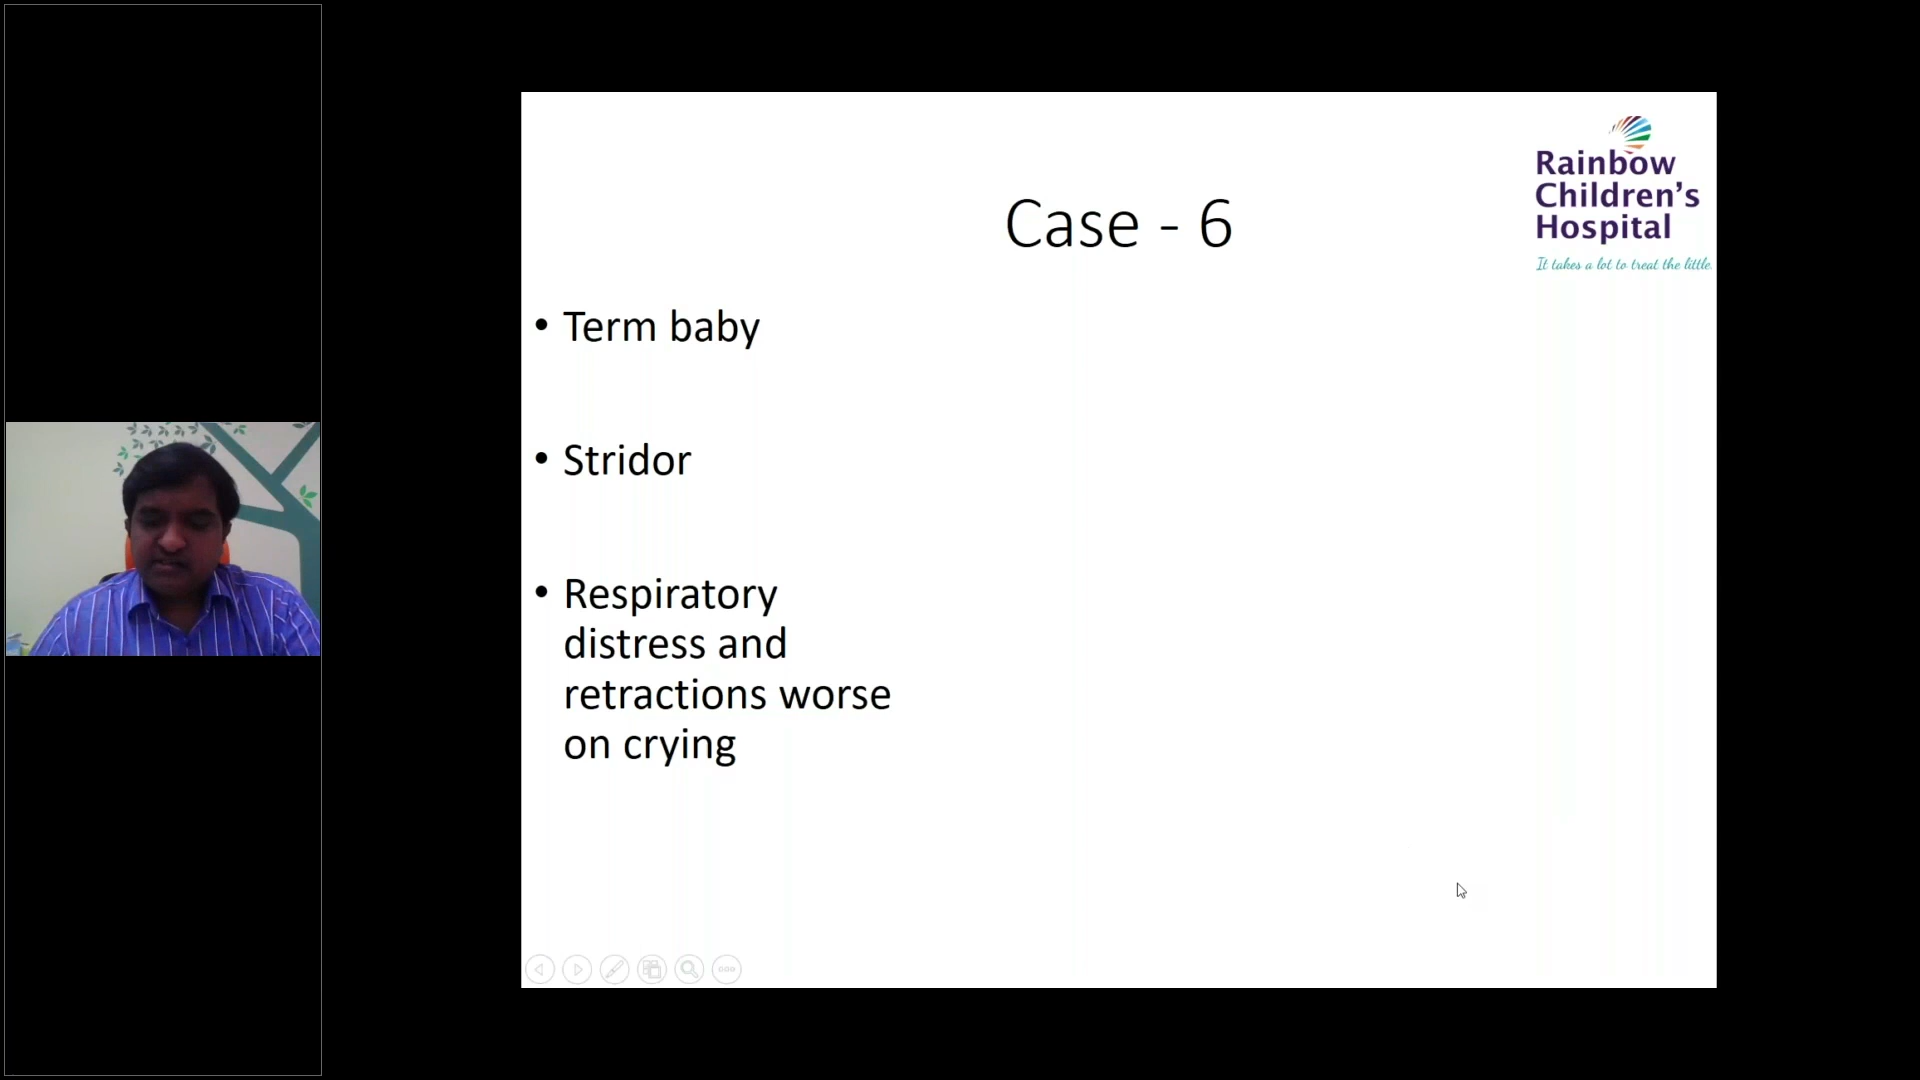 Rainbow
Children's
Hospital
It takes a lot to treat the little.
Case - 6
• Term baby
• Stridor
• Respiratory
distress and
retractions worse
on crying